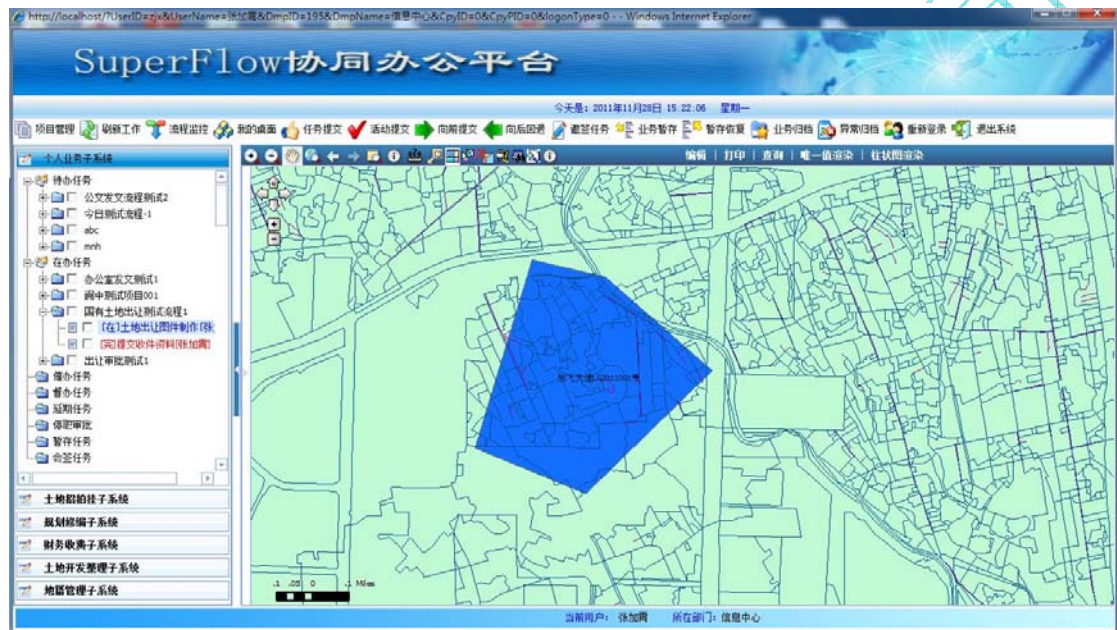 http://localhost/?UserID=zjx&UserName=张加霞&DmpID=195&DmpName=信息中心&CpyID=0&CpyPID=0&logonType=0 - - Windows Internet Explorer
SuperFlow协同办公平台
今天是：2011年11月28日 15:22:06 星期一
项目管理 刷新工作 流程监控 我的桌面 任务提交 活动提交 向前提交 向后回退 邀签任务 业务暂存 暂存恢复 业务归档 异常归档 重新登录 退出系统
个人业务子系统
编辑 | 打印 | 查询 | 唯一值渲染 | 柱状图渲染
待办任务
公文发文流程测试2
今日测试流程-1
abc
mnh
在办任务
办公室发文测试1
阆中测试项目001
国有土地出让测试流程1
[在]土地出让图件制作[张
[完]提交收件资料[张加霞]
出让审批测试1
催办任务
督办任务
延期任务
停职审批
暂存任务
会签任务
土地招拍挂子系统
规划修编子系统
财务收费子系统
土地开发整理子系统
地籍管理子系统
.1 .05 0 .1 Miles
当前用户： 张加霞 所在部门：信息中心